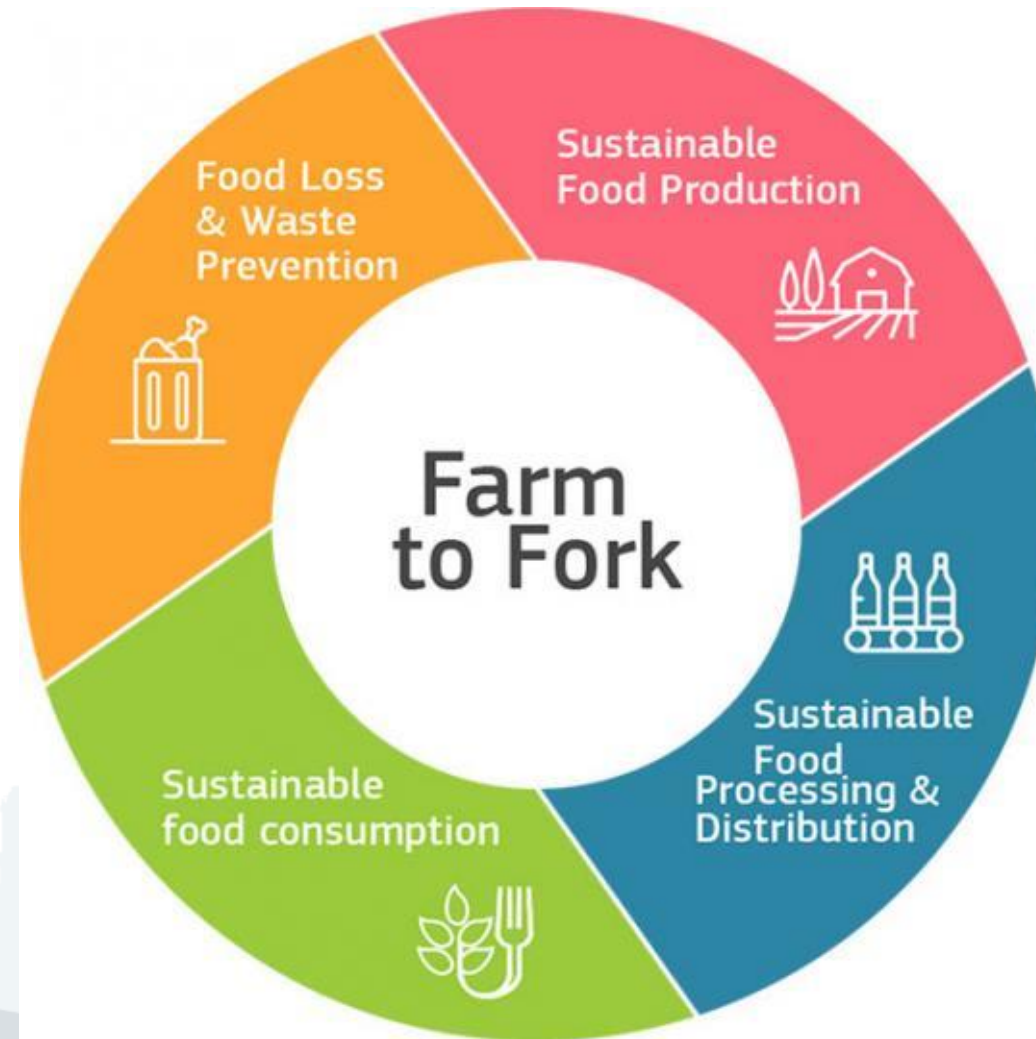 Food Loss
& Waste
Prevention
Sustainable
Food Production
Farm
to Fork
Sustainable
Food
Processing &
Distribution
Sustainable
food consumption